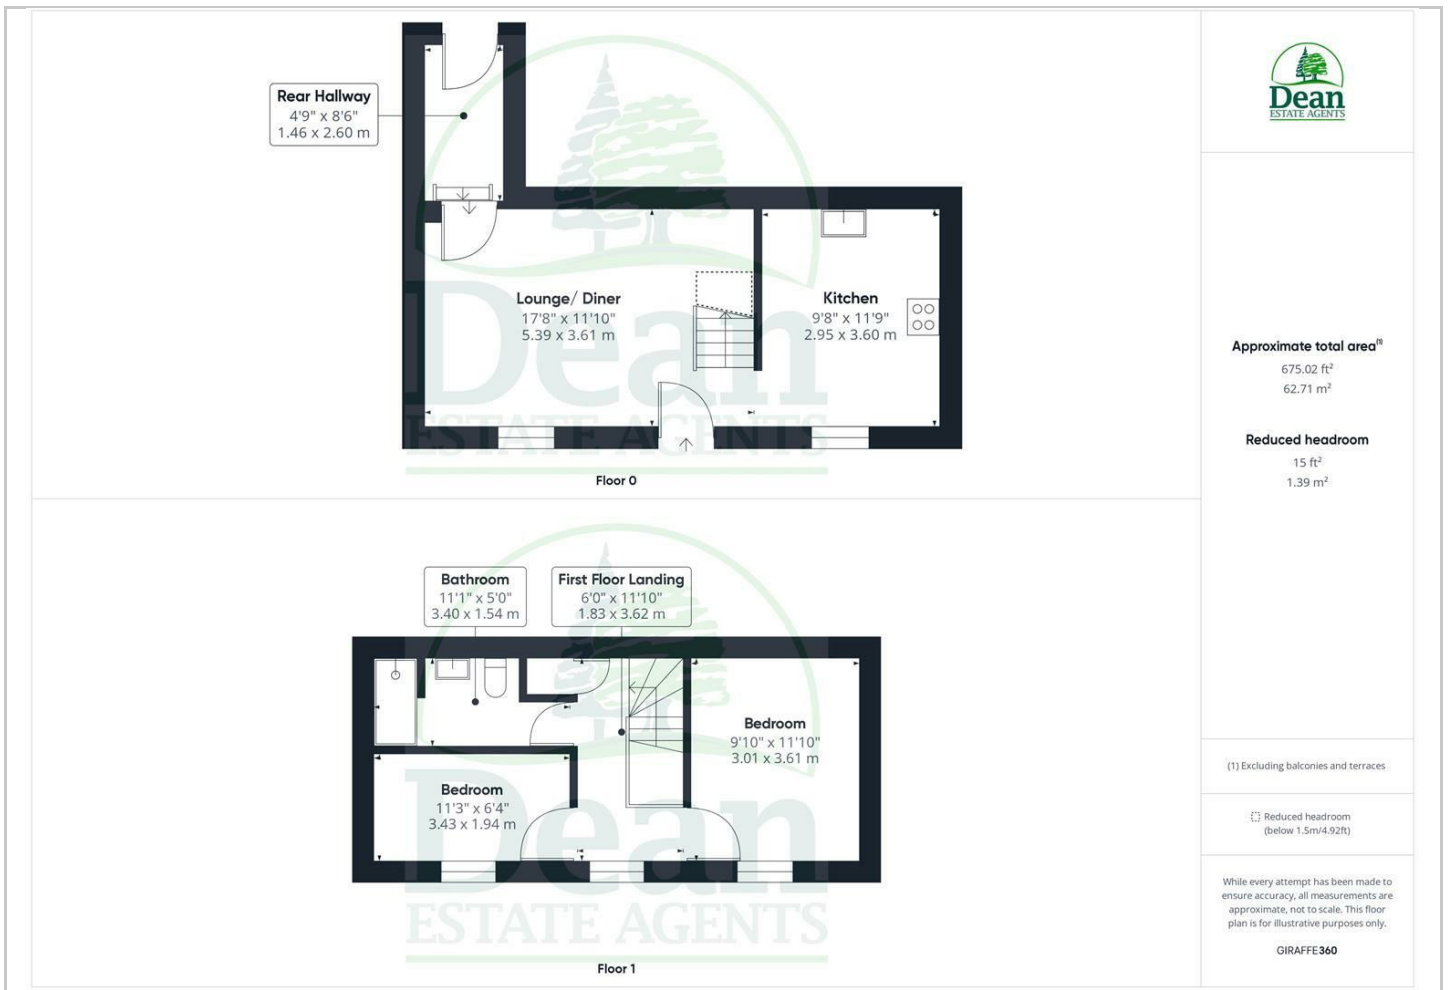 Rear Hallway
4'9" x 8'6"
1.46 x 2.60 m
Lounge/ Diner
17'8" x 11'10"
5.39 x 3.61 m
Kitchen
9'8" x 11'9"
2.95 x 3.60 m
Dean
ESTATE AGENTS
Floor 0
Bathroom
11'1" x 5'0"
3.40 x 1.54 m
First Floor Landing
6'0" x 11'10"
1.83 x 3.62 m
Bedroom
9'10" x 11'10"
3.01 x 3.61 m
Bedroom
11'3" x 6'4"
3.43 x 1.94 m
Dean
ESTATE AGENTS
Floor 1
Dean
ESTATE AGENTS
Approximate total area⁽¹⁾
675.02 ft²
62.71 m²
Reduced headroom
15 ft²
1.39 m²
(1) Excluding balconies and terraces
Reduced headroom
(below 1.5m/4.92ft)
While every attempt has been made to
ensure accuracy, all measurements are
approximate, not to scale. This floor
plan is for illustrative purposes only.
GIRAFFE360